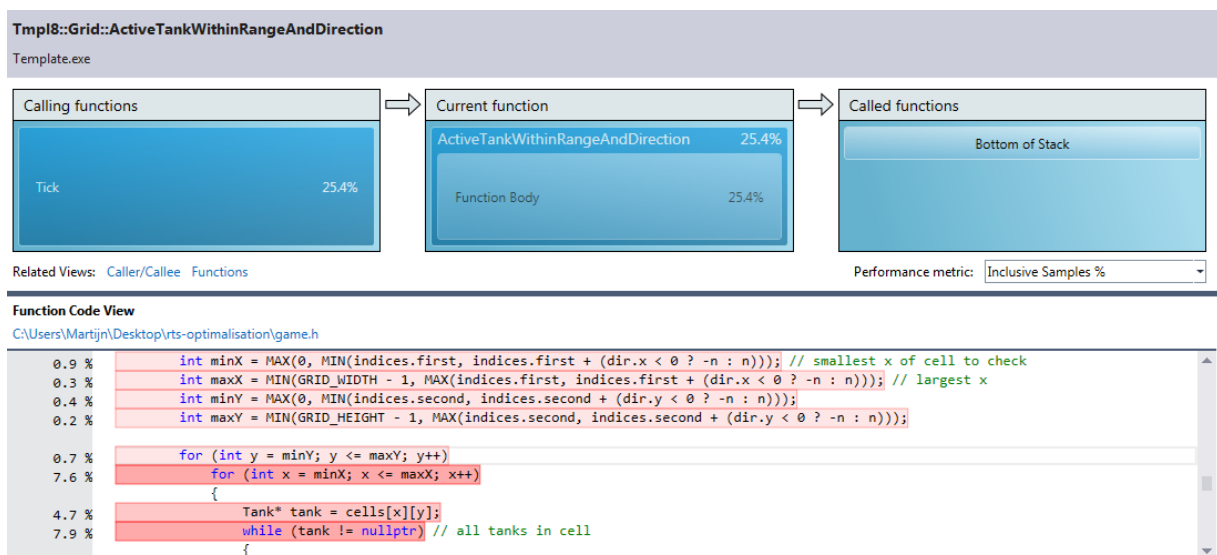 Tmpl8::Grid::ActiveTankWithinRangeAndDirection
Template.exe
Calling functions
Current function
Called functions
ActiveTankWithinRangeAndDirection 25.4%
Bottom of Stack
Tick 25.4%
Function Body 25.4%
Related Views: Caller/Callee Functions
Performance metric: Inclusive Samples %
Function Code View
C:\Users\Martijn\Desktop\rts-optimalisation\game.h
0.9 % int minX = MAX(0, MIN(indices.first, indices.first + (dir.x < 0 ? -n : n))); // smallest x of cell to check
0.3 % int maxX = MIN(GRID_WIDTH - 1, MAX(indices.first, indices.first + (dir.x < 0 ? -n : n))); // largest x
0.4 % int minY = MAX(0, MIN(indices.second, indices.second + (dir.y < 0 ? -n : n)));
0.2 % int maxY = MIN(GRID_HEIGHT - 1, MAX(indices.second, indices.second + (dir.y < 0 ? -n : n)));
0.7 % for (int y = minY; y <= maxY; y++)
7.6 % for (int x = minX; x <= maxX; x++)
{
4.7 % Tank* tank = cells[x][y];
7.9 % while (tank != nullptr) // all tanks in cell
{